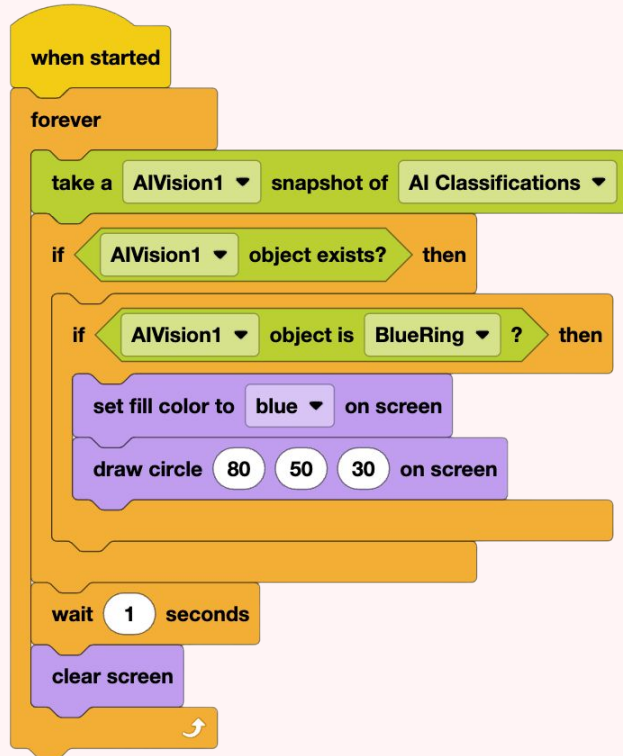 when started
forever
take a AIVision1 snapshot of AI Classifications
if AIVision1 object exists? then
if AIVision1 object is BlueRing ? then
set fill color to blue on screen
draw circle 80 50 30 on screen
wait 1 seconds
clear screen